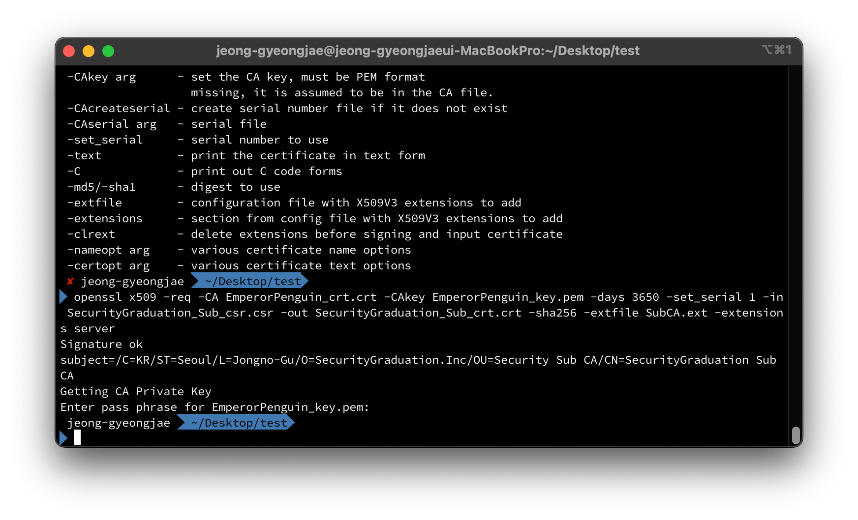 jeong-gyeongjae@jeong-gyeongjaeui-MacBookPro:~/Desktop/test
⌥⌘1
-CAkey arg      - set the CA key, must be PEM format
                  missing, it is assumed to be in the CA file.
-CAcreateserial - create serial number file if it does not exist
-CAserial arg   - serial file
-set_serial     - serial number to use
-text           - print the certificate in text form
-C              - print out C code forms
-md5/-sha1      - digest to use
-extfile        - configuration file with X509V3 extensions to add
-extensions     - section from config file with X509V3 extensions to add
-clrext         - delete extensions before signing and input certificate
-nameopt arg    - various certificate name options
-certopt arg    - various certificate text options
✘ jeong-gyeongjae ~/Desktop/test
openssl x509 -req -CA EmperorPenguin_crt.crt -CAkey EmperorPenguin_key.pem -days 3650 -set_serial 1 -in
SecurityGraduation_Sub_csr.csr -out SecurityGraduation_Sub_crt.crt -sha256 -extfile SubCA.ext -extension
s server
Signature ok
subject=/C=KR/ST=Seoul/L=Jongno-Gu/O=SecurityGraduation.Inc/OU=Security Sub CA/CN=SecurityGraduation Sub
CA
Getting CA Private Key
Enter pass phrase for EmperorPenguin_key.pem:
jeong-gyeongjae ~/Desktop/test